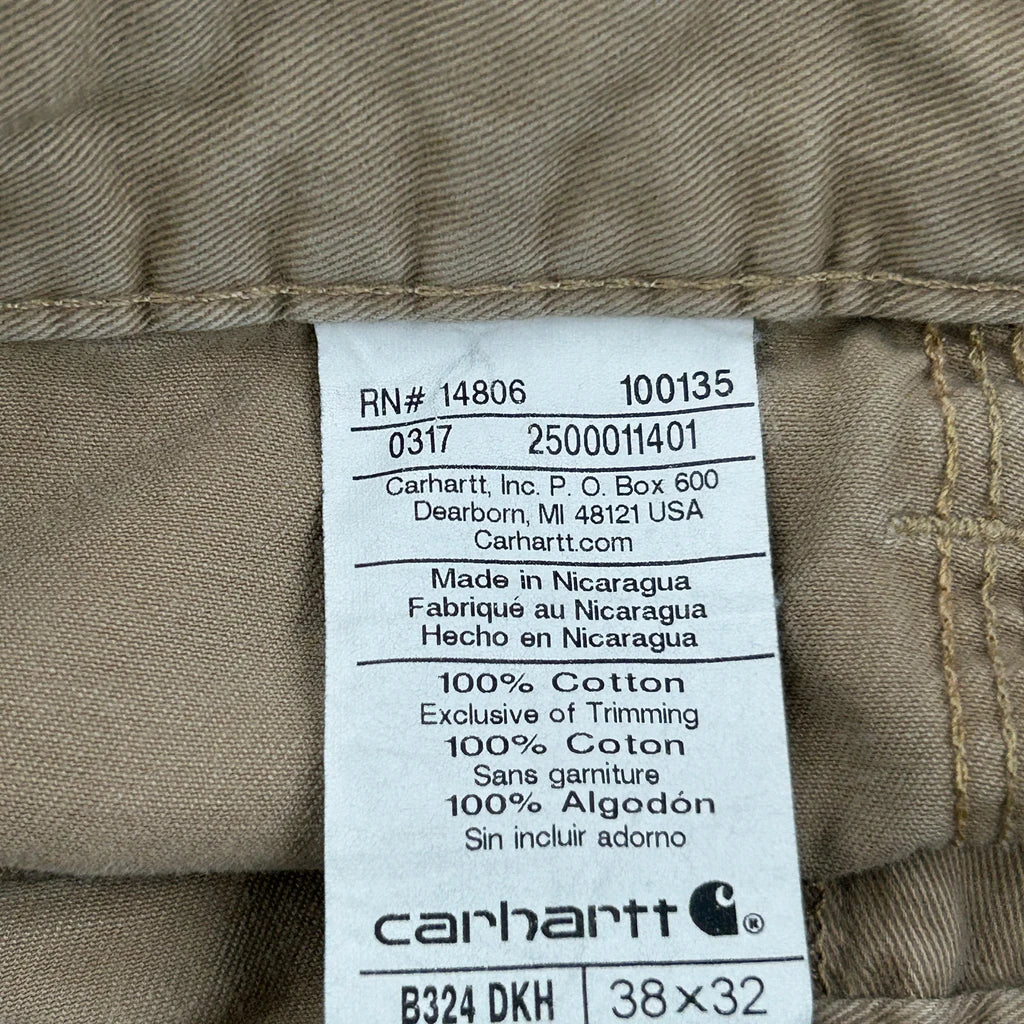 RN# 14806 100135
0317 2500011401
Carhartt, Inc. P. O. Box 600
Dearborn, MI 48121 USA
Carhartt.com
Made in Nicaragua
Fabriqué au Nicaragua
Hecho en Nicaragua
100% Cotton
Exclusive of Trimming
100% Coton
Sans garniture
100% Algodón
Sin incluir adorno
carhartt ®
B324 DKH 38×32